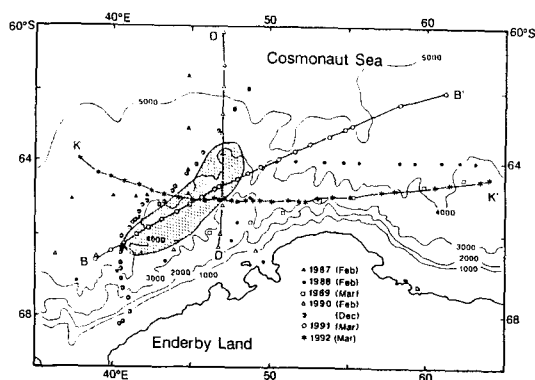 40°E 50 60
60°S 60°S
D
Cosmonaut Sea
5000
5000
B'
K
64 64
K'
4000
4000
B
D
3000
2000
1000
3000
2000
1000
1987 (Feb)
1988 (Feb)
1989 (Mar)
1990 (Feb)
(Dec)
1991 (Mar)
1992 (Mar)
68 68
Enderby Land
40°E 50 60